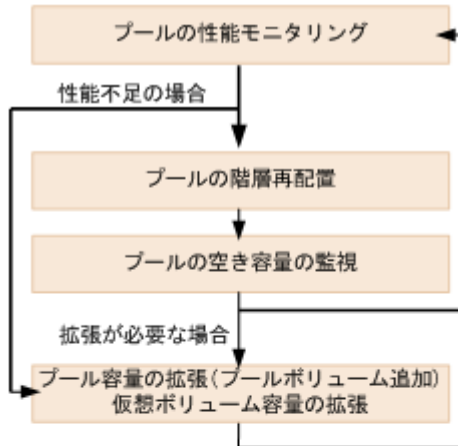 プールの性能モニタリング
性能不足の場合
プールの階層再配置
プールの空き容量の監視
拡張が必要な場合
プール容量の拡張(プールボリューム追加)
仮想ボリューム容量の拡張